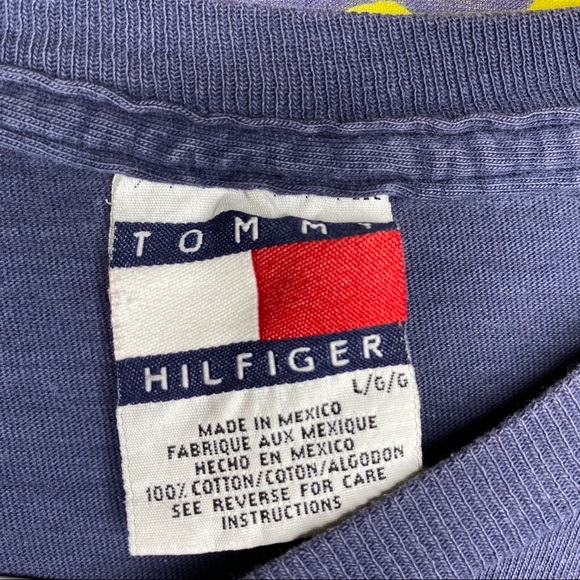 TOMMY
HILFIGER
L/G/G
MADE IN MEXICO
FABRIQUE AUX MEXIQUE
HECHO EN MEXICO
100% COTTON/COTON/ALGODON
SEE REVERSE FOR CARE
INSTRUCTIONS